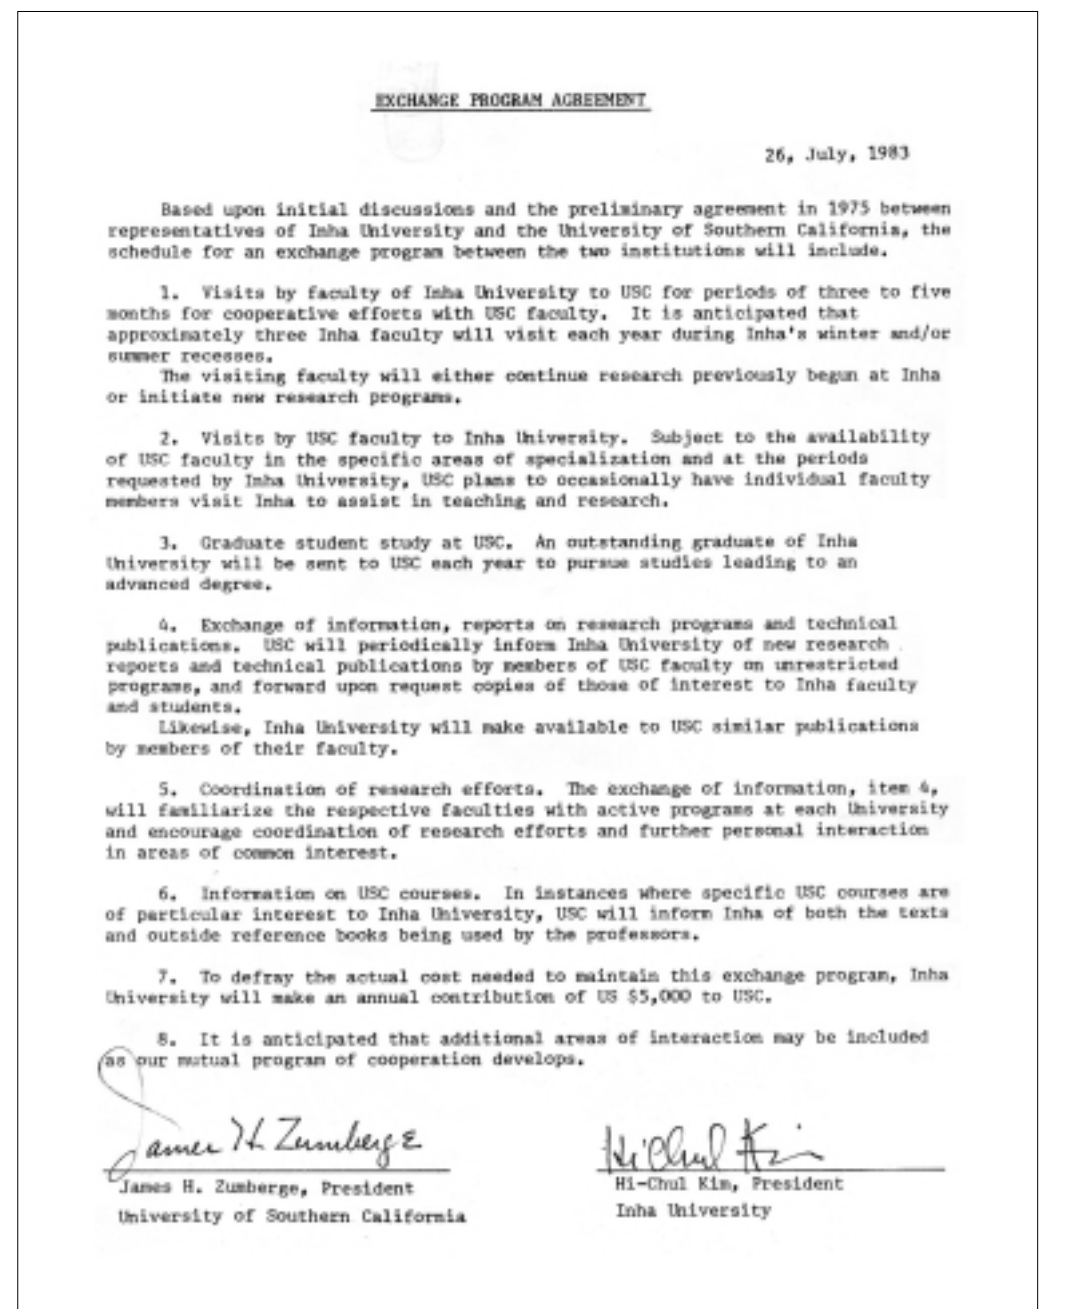 EXCHANGE PROGRAM AGREEMENT
26, July, 1983
Based upon initial discussions and the preliminary agreement in 1975 between
representatives of Inha University and the University of Southern California, the
schedule for an exchange program between the two institutions will include.
1. Visits by faculty of Inha University to USC for periods of three to five
months for cooperative efforts with USC faculty. It is anticipated that
approximately three Inha faculty will visit each year during Inha's winter and/or
summer recesses.
The visiting faculty will either continue research previously begun at Inha
or initiate new research programs.
2. Visits by USC faculty to Inha University. Subject to the availability
of USC faculty in the specific areas of specialization and at the periods
requested by Inha University, USC plans to occasionally have individual faculty
members visit Inha to assist in teaching and research.
3. Graduate student study at USC. An outstanding graduate of Inha
University will be sent to USC each year to pursue studies leading to an
advanced degree.
4. Exchange of information, reports on research programs and technical
publications. USC will periodically inform Inha University of new research
reports and technical publications by members of USC faculty on unrestricted
programs, and forward upon request copies of those of interest to Inha faculty
and students.
Likewise, Inha University will make available to USC similar publications
by members of their faculty.
5. Coordination of research efforts. The exchange of information, item 4,
will familiarize the respective faculties with active programs at each University
and encourage coordination of research efforts and further personal interaction
in areas of common interest.
6. Information on USC courses. In instances where specific USC courses are
of particular interest to Inha University, USC will inform Inha of both the texts
and outside reference books being used by the professors.
7. To defray the actual cost needed to maintain this exchange program, Inha
University will make an annual contribution of US $5,000 to USC.
8. It is anticipated that additional areas of interaction may be included
as our mutual program of cooperation develops.
James H. Zumberge
Hi Chul Kim
James H. Zumberge, President
Hi-Chul Kim, President
University of Southern California
Inha University